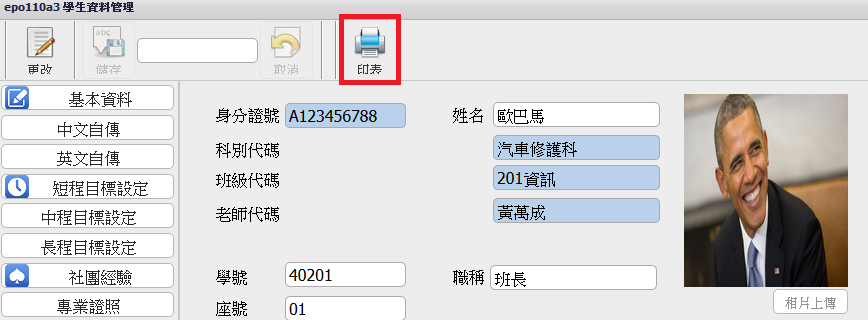 epo110a3 學生資料管理
更改
儲存
取消
印表
基本資料
中文自傳
英文自傳
短程目標設定
中程目標設定
長程目標設定
社團經驗
專業證照
身分證號 A123456788 姓名 歐巴馬
科別代碼 汽車修護科
班級代碼 201資訊
老師代碼 黃萬成
學號 40201 職稱 班長
座號 01
相片上傳